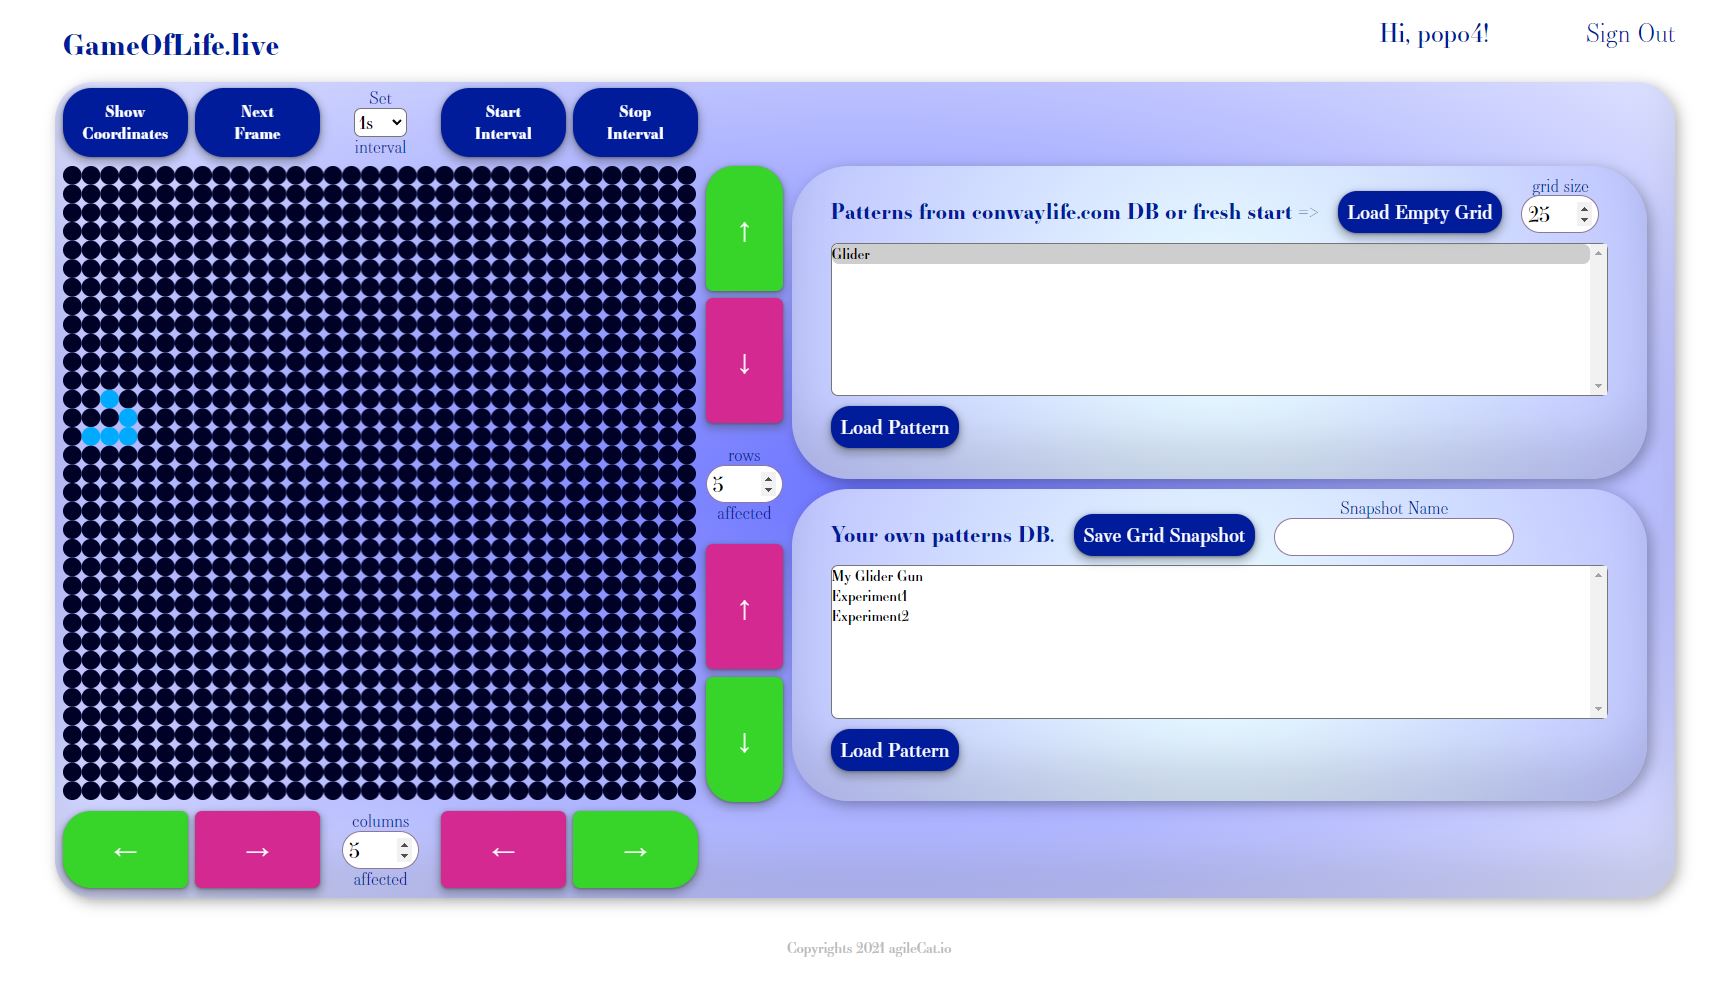 GameOfLife.live
Hi, popo4!
Sign Out
Show
Coordinates
Next
Frame
Set
1s
interval
Start
Interval
Stop
Interval
↑
↓
rows
5
affected
↑
↓
←
→
columns
5
affected
←
→
Patterns from conwaylife.com DB or fresh start =>
Load Empty Grid
grid size
25
Glider
Load Pattern
Your own patterns DB.
Save Grid Snapshot
Snapshot Name
My Glider Gun
Experiment1
Experiment2
Load Pattern
Copyrights 2021 agileCat.io